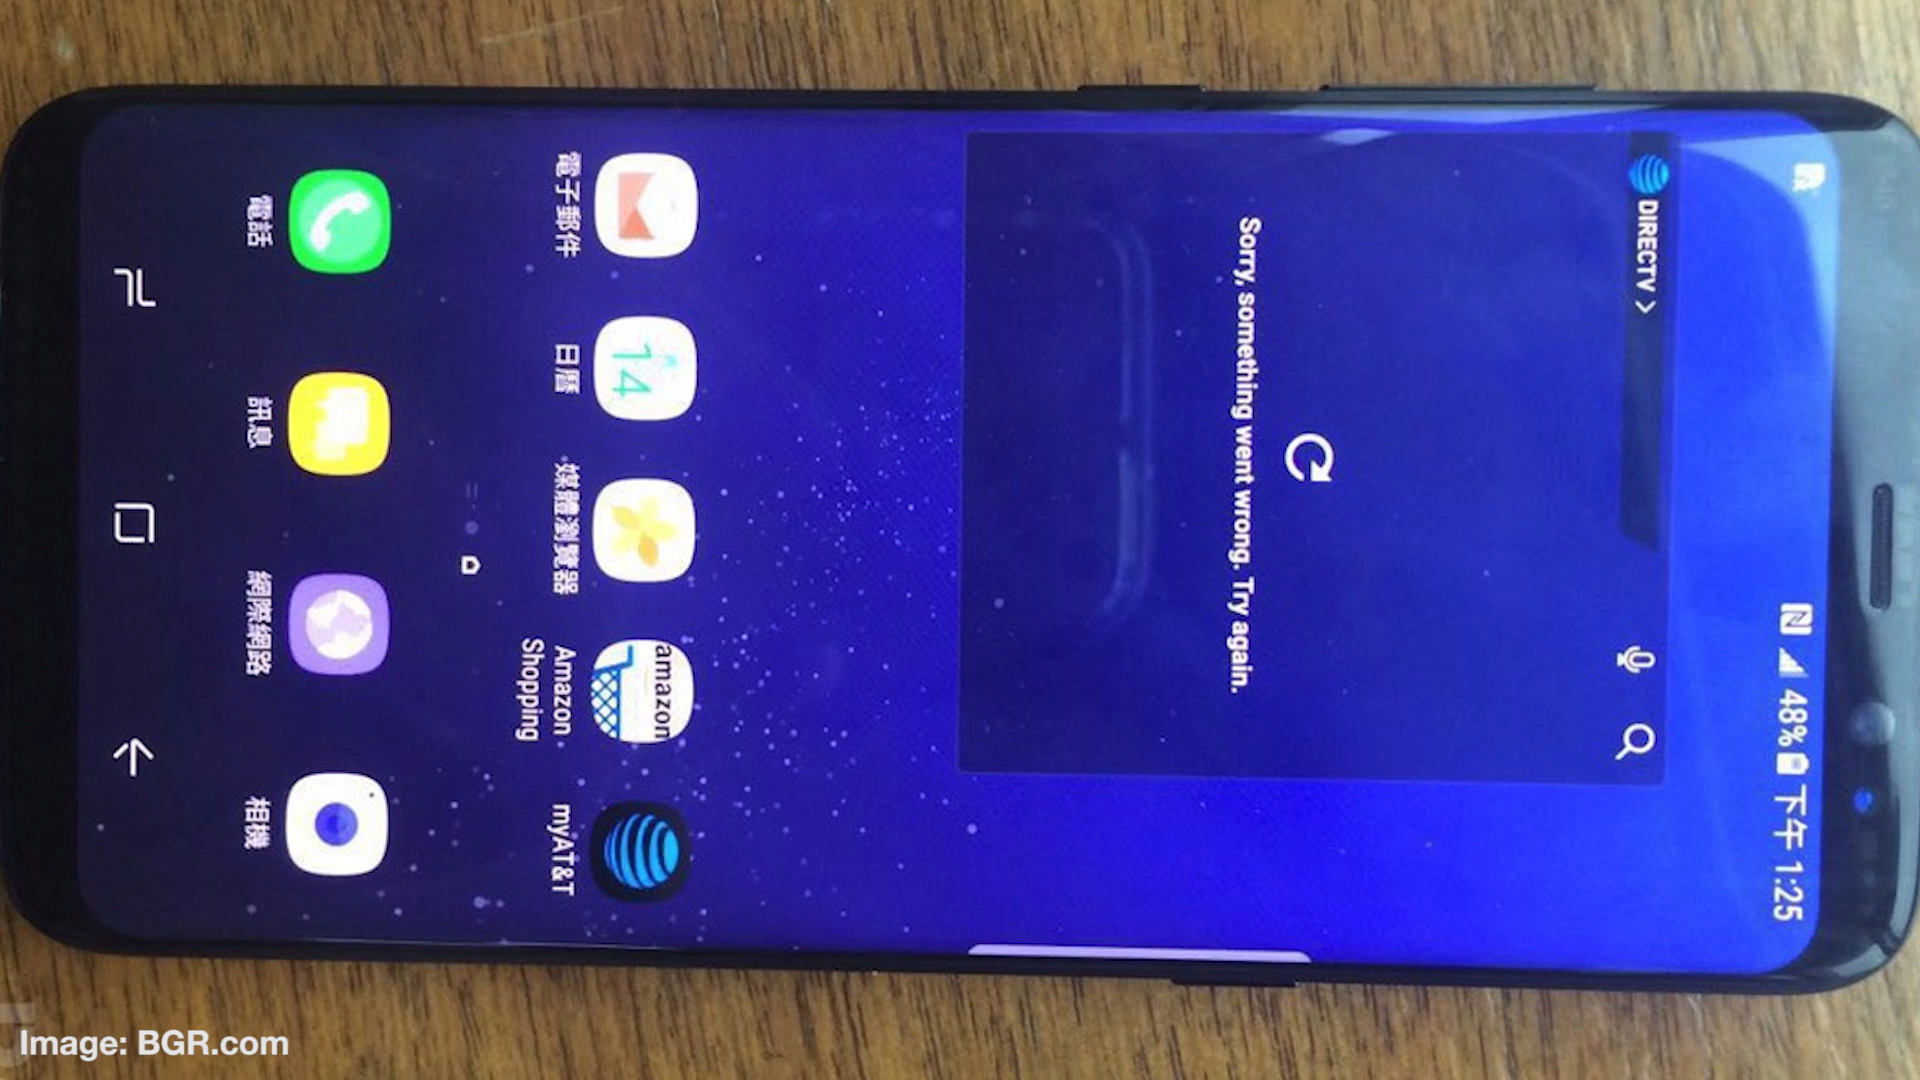 48% 下午 1:25
DIRECTV >
Sorry, something went wrong. Try again.
amazon
14
電子郵件
日曆
媒體瀏覽器
Amazon
Shopping
myAT&T
電話
訊息
網際網路
相機
Image: BGR.com